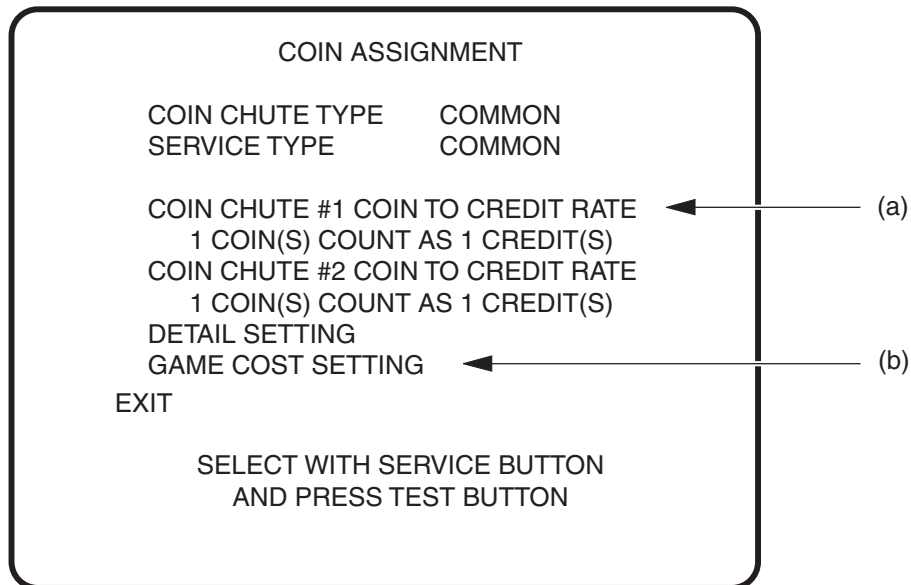 COIN ASSIGNMENT
COIN CHUTE TYPE COMMON
SERVICE TYPE COMMON
COIN CHUTE #1 COIN TO CREDIT RATE (a)
1 COIN(S) COUNT AS 1 CREDIT(S)
COIN CHUTE #2 COIN TO CREDIT RATE
1 COIN(S) COUNT AS 1 CREDIT(S)
DETAIL SETTING
GAME COST SETTING (b)
EXIT
SELECT WITH SERVICE BUTTON
AND PRESS TEST BUTTON